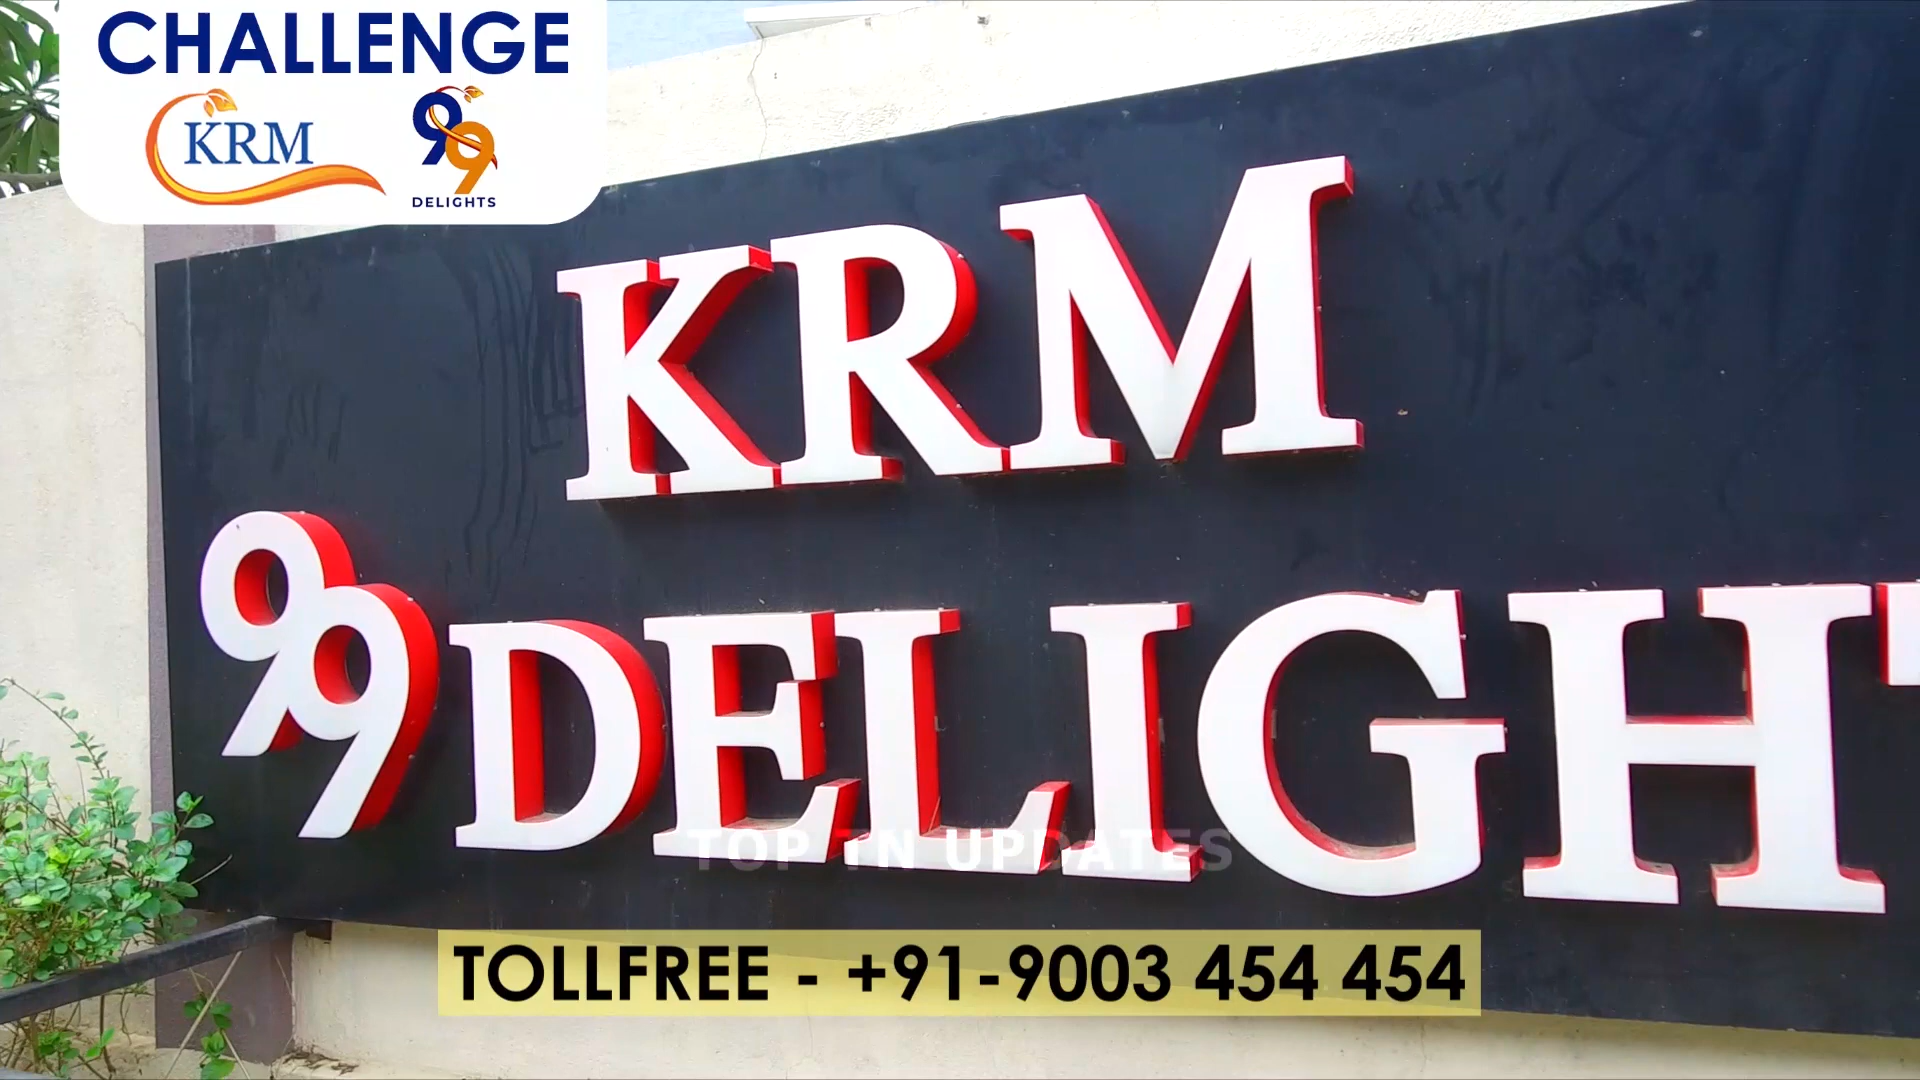 CHALLENGE
KRM
99
DELIGHTS
KRM
99 DELIGHT
TOP TN UPDATES
TOLLFREE - +91-9003 454 454